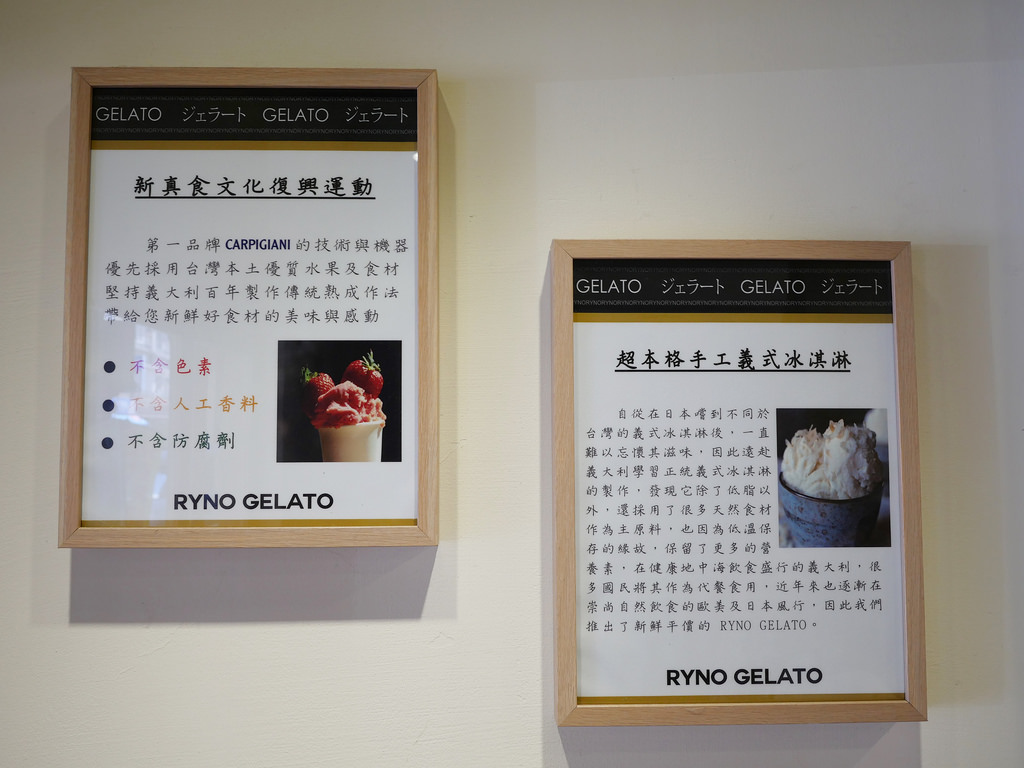 GELATO ジェラート GELATO ジェラート
新真食文化復興運動
第一品牌 CARPIGIANI 的技術與機器
優先採用台灣本土優質水果及食材
堅持義大利百年製作傳統熟成作法
帶給您新鮮好食材的美味與感動
● 不含色素
● 不含人工香料
● 不含防腐劑
RYNO GELATO
GELATO ジェラート GELATO ジェラート
超本格手工義式冰淇淋
自從在日本嚐到不同於
台灣的義式冰淇淋後，一直
難以忘懷其滋味，因此遠赴
義大利學習正統義式冰淇淋
的製作，發現它除了低脂以
外，還採用了很多天然食材
作為主原料，也因為低溫保
存的緣故，保留了更多的營
養素，在健康地中海飲食盛行的義大利，很
多國民將其作為代餐食用，近年來也逐漸在
崇尚自然飲食的歐美及日本風行，因此我們
推出了新鮮平價的 RYNO GELATO。
RYNO GELATO